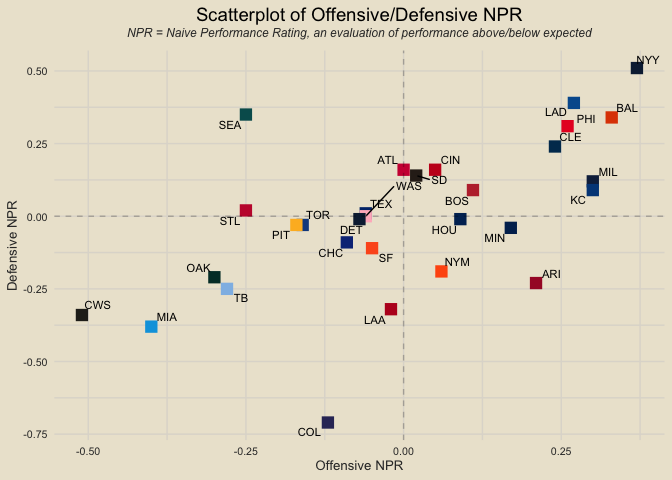 Scatterplot of Offensive/Defensive NPR
NPR = Naive Performance Rating, an evaluation of performance above/below expected
NYY
0.50
LAD
BAL
PHI
SEA
CLE
0.25
ATL
CIN
MIL
SD
WAS
KC
BOS
TEX
STL
TOR
0.00
PIT
DET
HOU
MIN
CHC
SF
NYM
OAK
ARI
-0.25
TB
CWS
MIA
LAA
-0.50
COL
-0.75
Defensive NPR
-0.50
-0.25
0.00
0.25
Offensive NPR